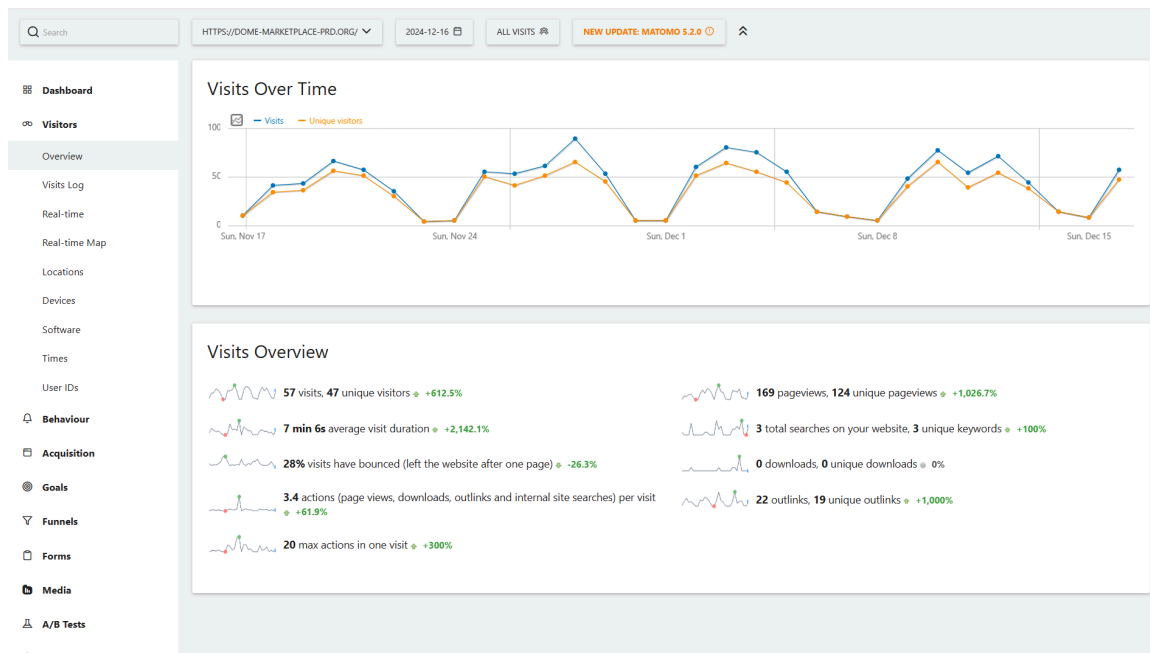 Search
HTTPS://DOME-MARKETPLACE-PRD.ORG/
2024-12-16
ALL VISITS
NEW UPDATE: MATOMO 5.2.0
Dashboard
Visitors
Overview
Visits Log
Real-time
Real-time Map
Locations
Devices
Software
Times
User IDs
Behaviour
Acquisition
Goals
Funnels
Forms
Media
A/B Tests
Visits Over Time
Visits Unique visitors
100
50
0
Sun, Nov 17 Sun, Nov 24 Sun, Dec 1 Sun, Dec 8 Sun, Dec 15
Visits Overview
57 visits, 47 unique visitors +612.5%
7 min 6s average visit duration +2,142.1%
28% visits have bounced (left the website after one page) -26.3%
3.4 actions (page views, downloads, outlinks and internal site searches) per visit
+61.9%
20 max actions in one visit +300%
169 pageviews, 124 unique pageviews +1,026.7%
3 total searches on your website, 3 unique keywords +100%
0 downloads, 0 unique downloads 0%
22 outlinks, 19 unique outlinks +1,000%